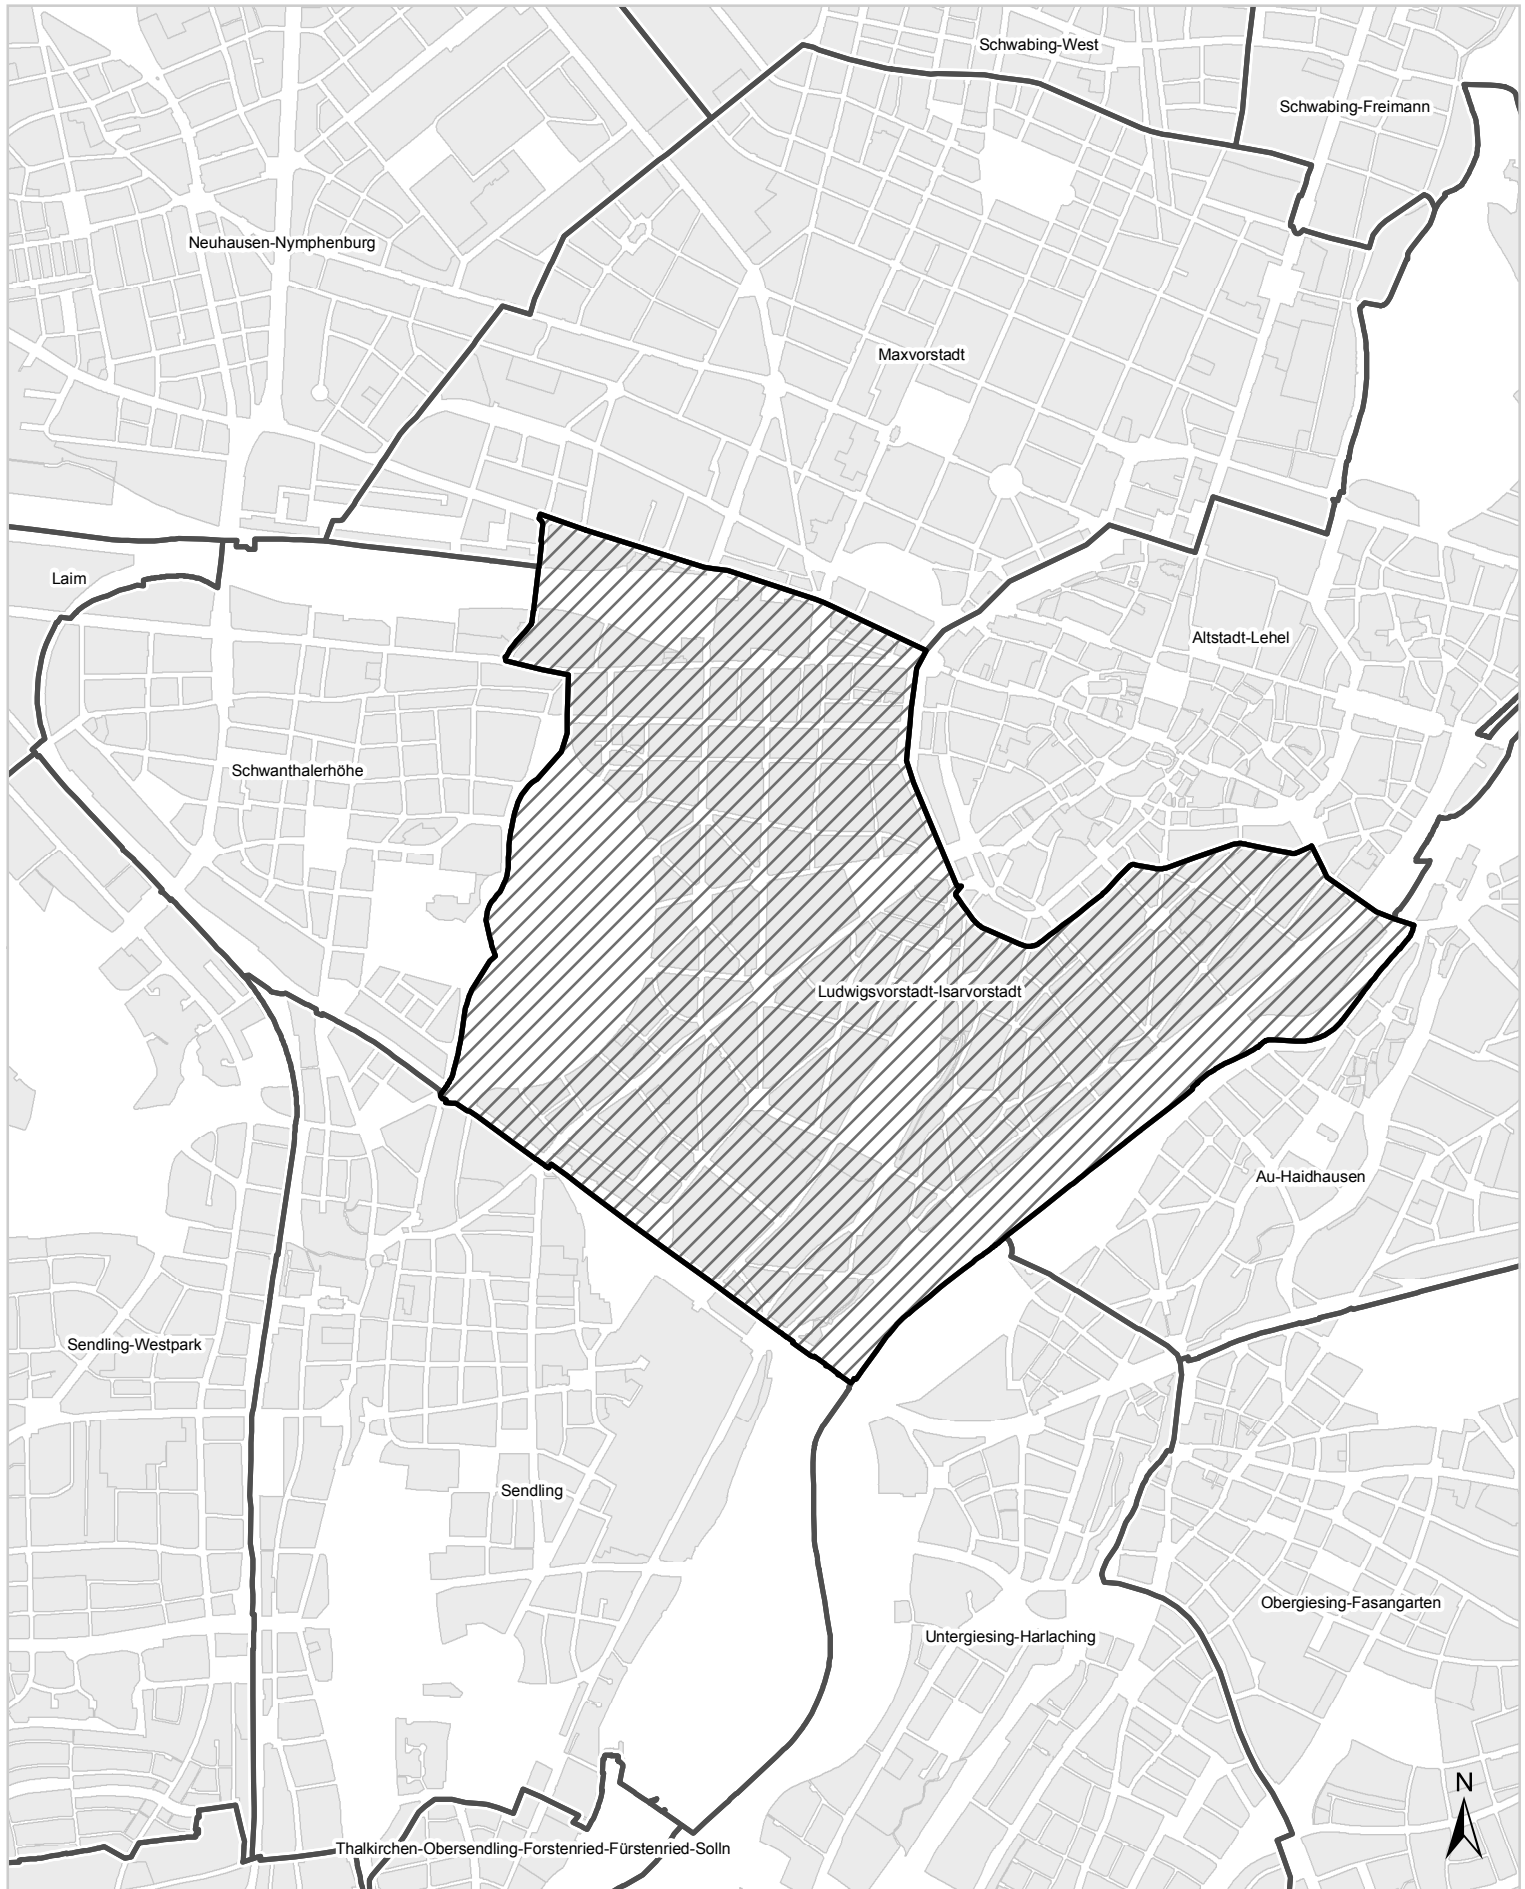 Schwabing-West
Schwabing-Freimann
Neuhausen-Nymphenburg
Maxvorstadt
Laim
Altstadt-Lehel
Schwanthalerhöhe
Ludwigsvorstadt-Isarvorstadt
Au-Haidhausen
Sendling-Westpark
Sendling
Obergiesing-Fasangarten
Untergiesing-Harlaching
N
Thalkirchen-Obersendling-Forstenried-Fürstenried-Solln